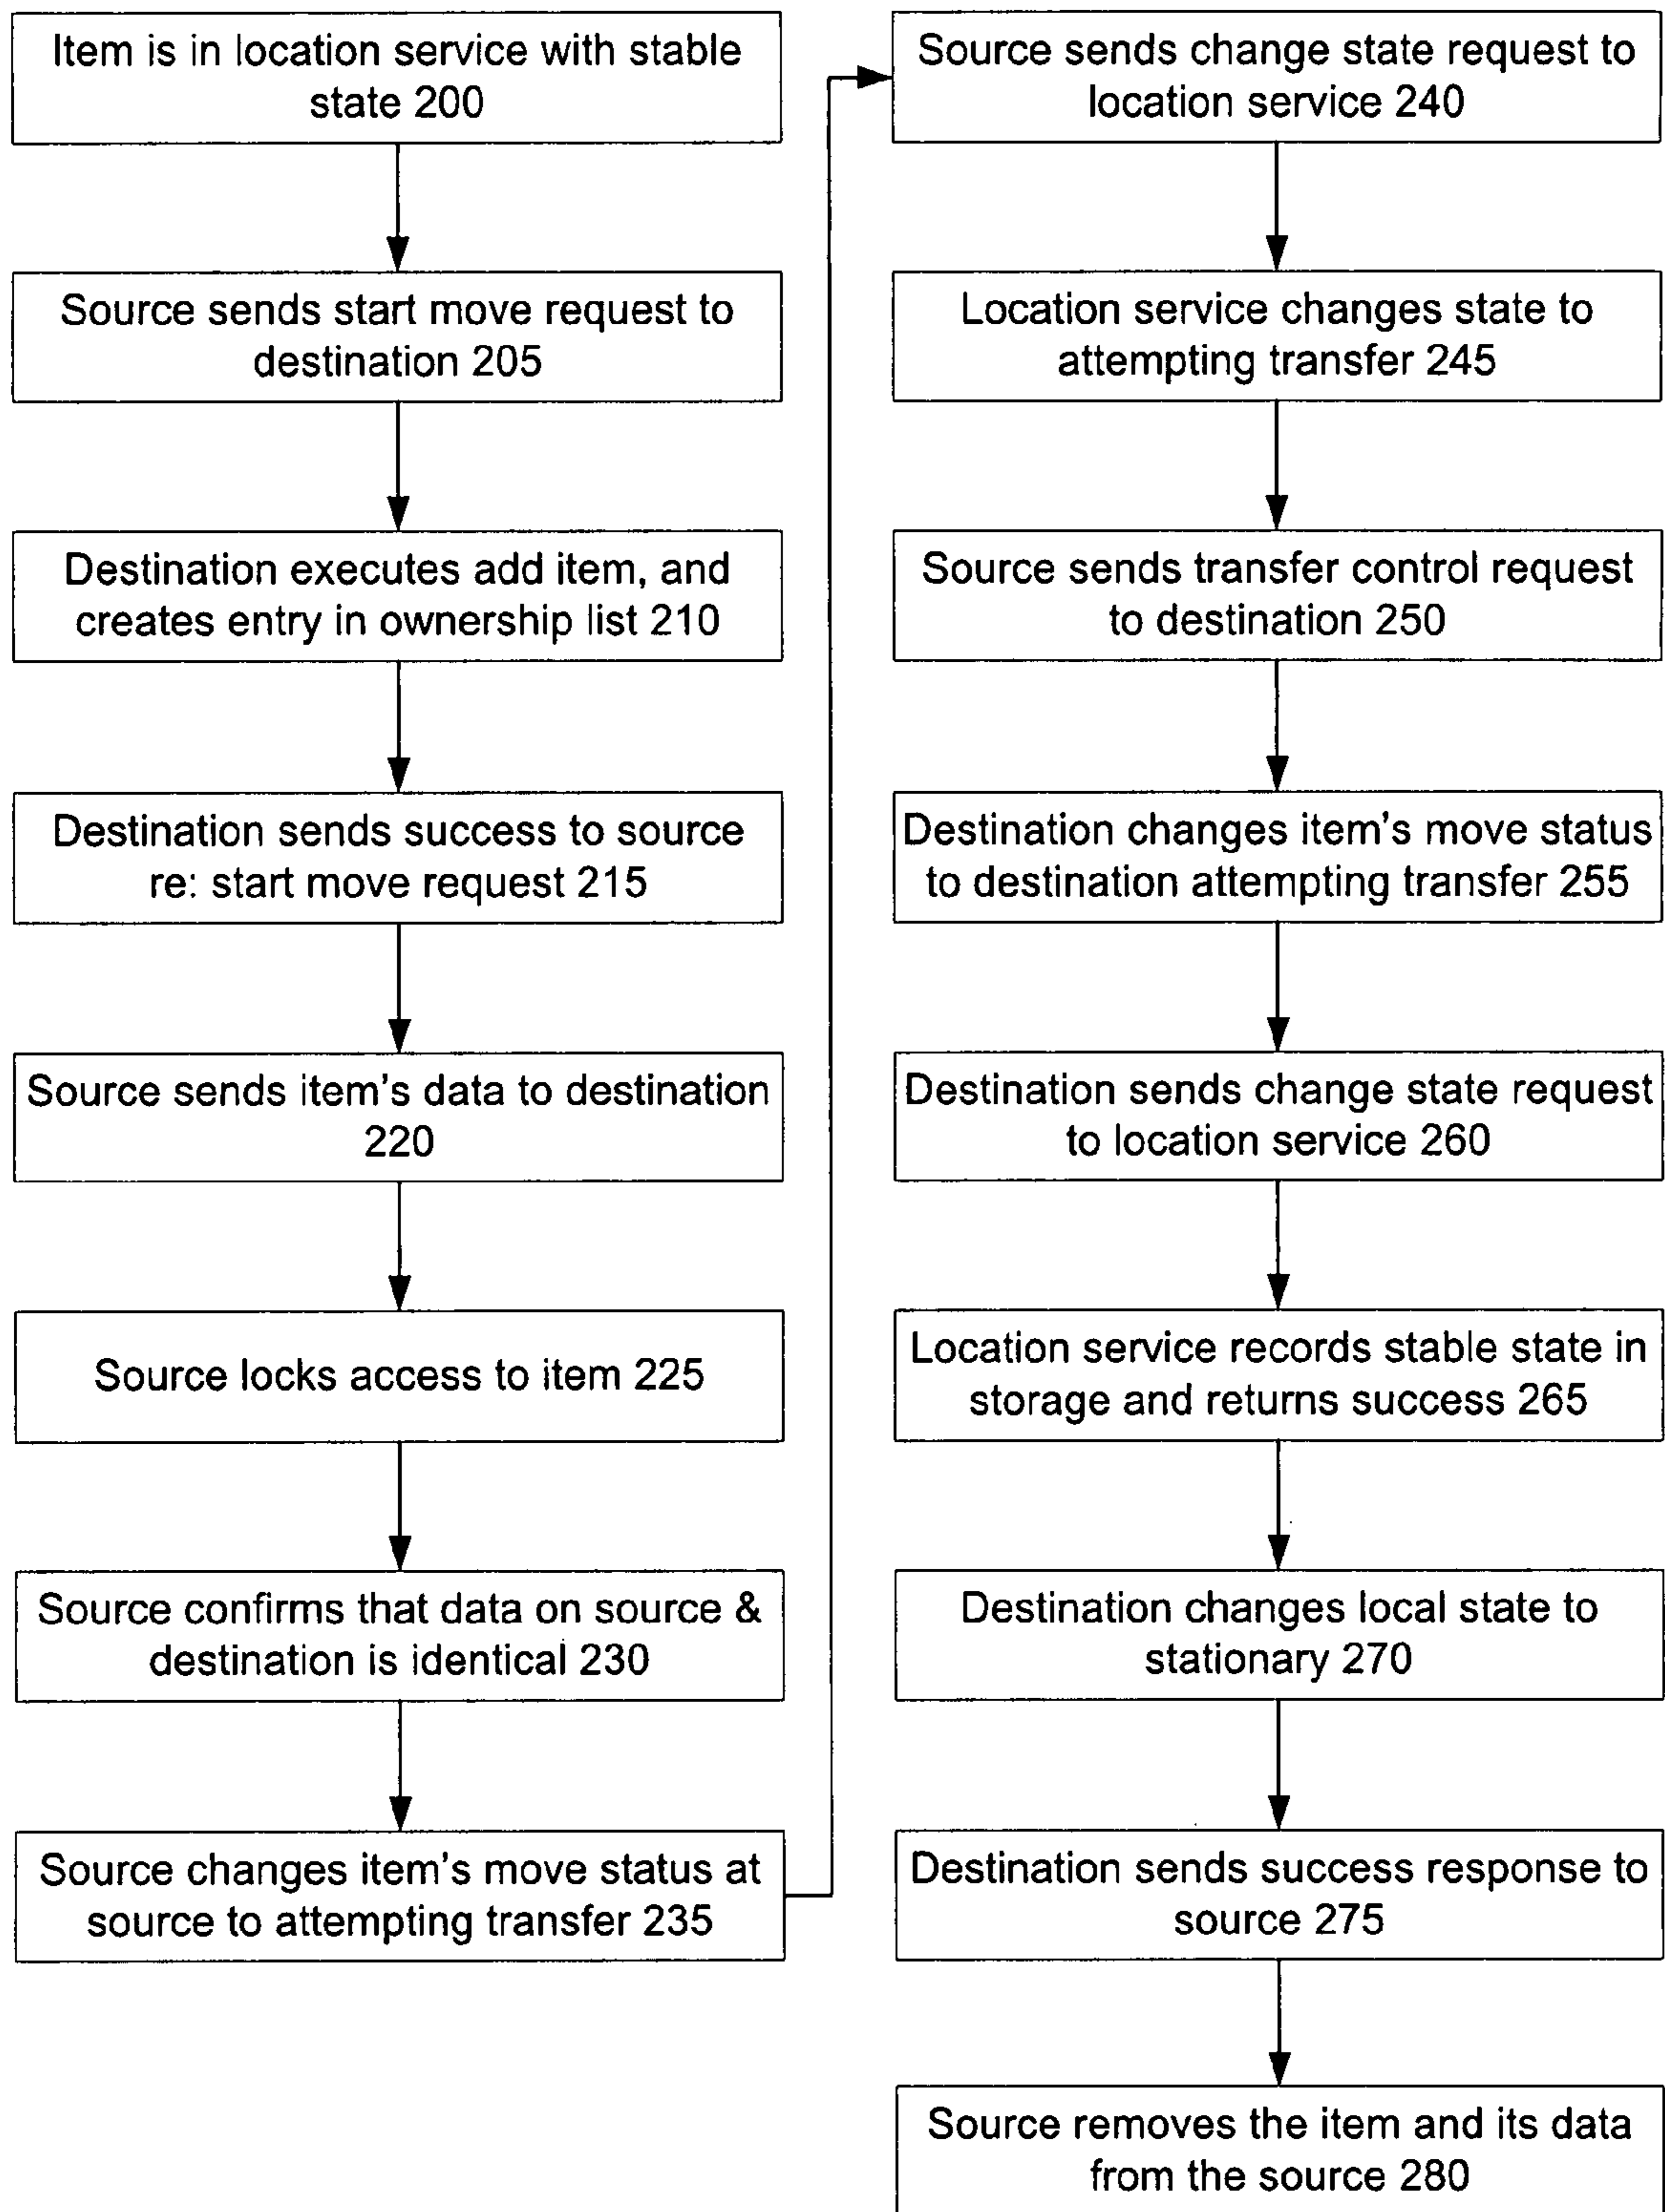 Item is in location service with stable
state 200
Source sends start move request to
destination 205
Destination executes add item, and
creates entry in ownership list 210
Destination sends success to source
re: start move request 215
Source sends item's data to destination
220
Source locks access to item 225
Source confirms that data on source &
destination is identical 230
Source changes item's move status at
source to attempting transfer 235
Source sends change state request to
location service 240
Location service changes state to
attempting transfer 245
Source sends transfer control request
to destination 250
Destination changes item's move status
to destination attempting transfer 255
Destination sends change state request
to location service 260
Location service records stable state in
storage and returns success 265
Destination changes local state to
stationary 270
Destination sends success response to
source 275
Source removes the item and its data
from the source 280